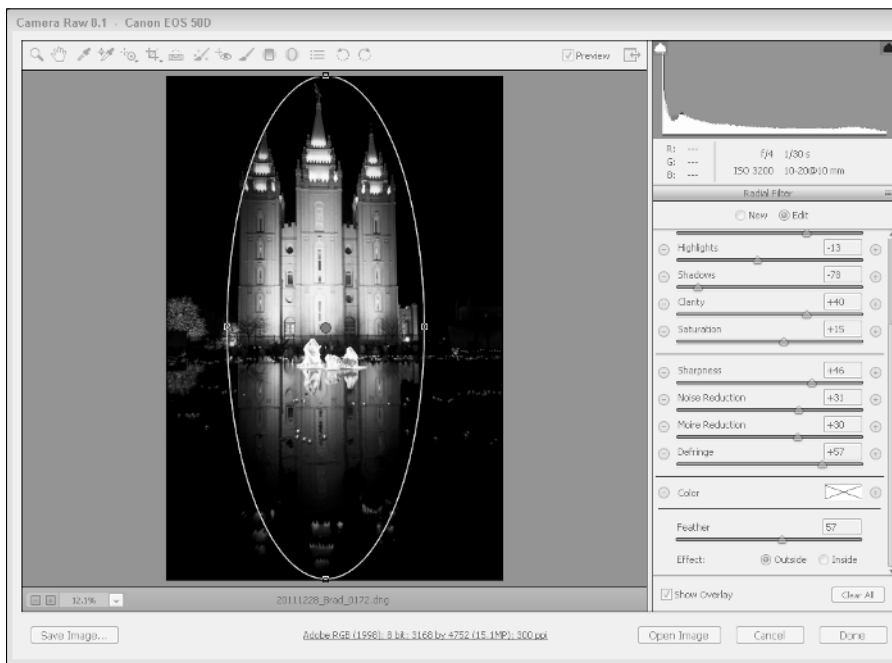 Camera Raw 8.1 - Canon EOS 50D
Preview
R: ---
G: ---
B: ---
f/4 1/30 s
ISO 3200 10-20@10 mm
Radial Filter
New Edit
Highlights -13
Shadows -78
Clarity +40
Saturation +15
Sharpness +46
Noise Reduction +31
Moire Reduction +30
Defringe +57
Color
Feather 57
Effect: Outside Inside
12.1% 20111228_Brad_0172.dng
Show Overlay Clear All
Save Image... Adobe RGB (1998); 8 bit; 3168 by 4752 (15.1MP); 300 ppi Open Image Cancel Done